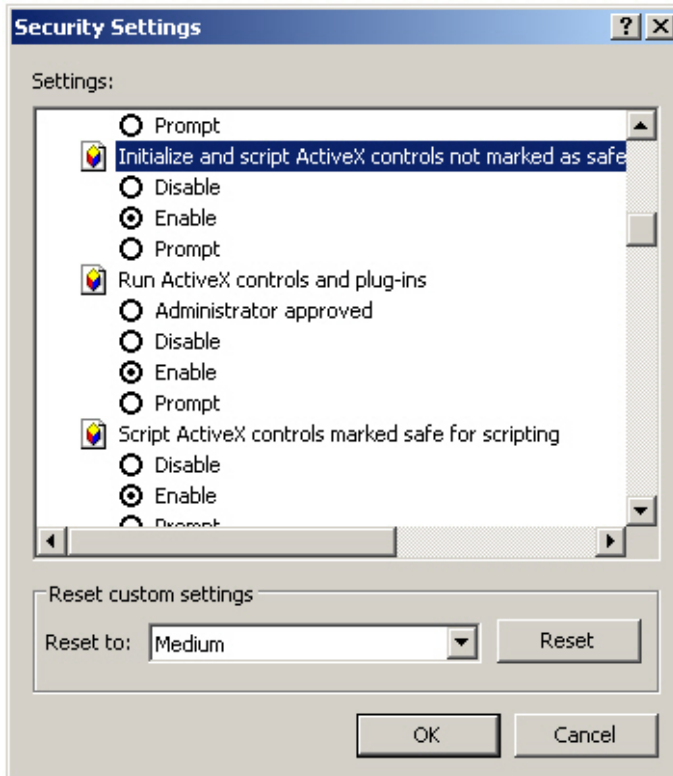 Security Settings
Settings:
Prompt
Initialize and script ActiveX controls not marked as safe
Disable
Enable
Prompt
Run ActiveX controls and plug-ins
Administrator approved
Disable
Enable
Prompt
Script ActiveX controls marked safe for scripting
Disable
Enable
Prompt
Reset custom settings
Reset to: Medium Reset
OK Cancel